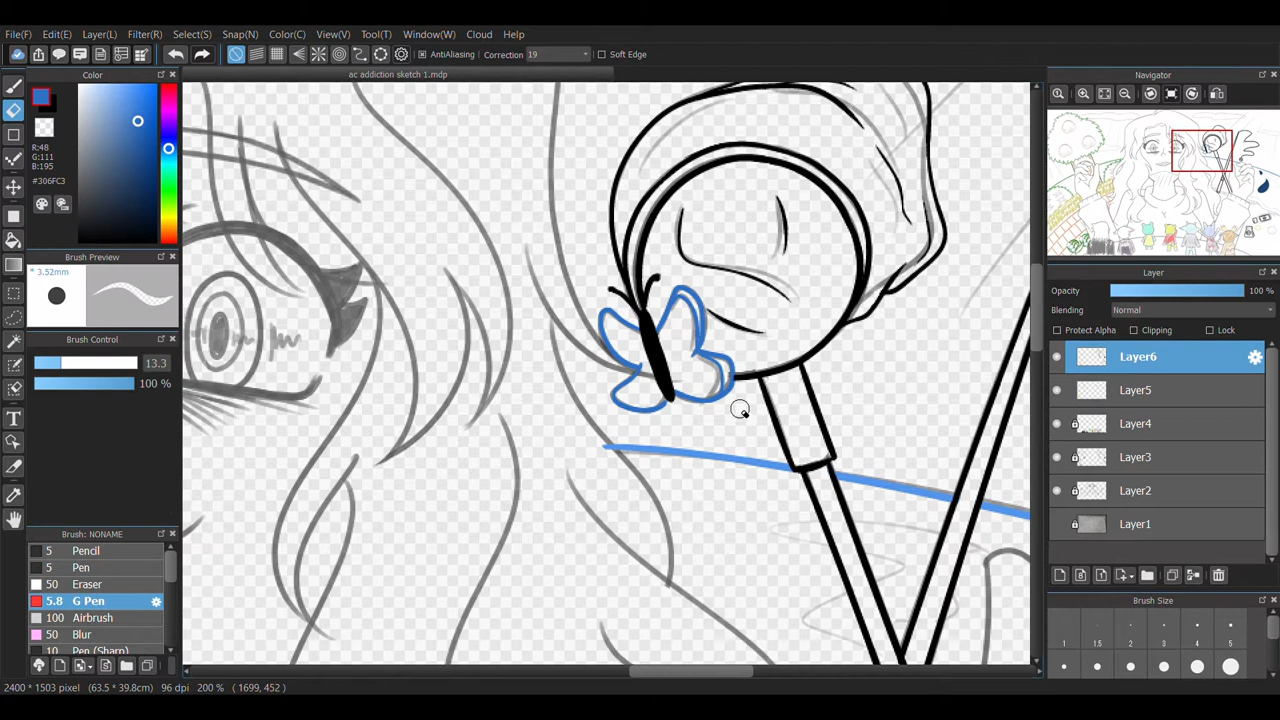 File(F) Edit(E) Layer(L) Filter(R) Select(S) Snap(N) Color(C) View(V) Tool(T) Window(W) Cloud Help
AntiAliasing Correction 19 Soft Edge
Color
ac addiction sketch 1.mdp
Navigator
R:48
G:111
B:195
#306FC3
Brush Preview
* 3.52mm
Brush Control
13.3
100 %
Brush: NONAME
5 Pencil
5 Pen
50 Eraser
5.8 G Pen
100 Airbrush
50 Blur
10 Pen (Sharp)
Layer
Opacity 100 %
Blending Normal
Protect Alpha Clipping Lock
Layer6
Layer5
Layer4
Layer3
Layer2
Layer1
Brush Size
1 1.5 2 3 4 5
2400 * 1503 pixel (63.5 * 39.8cm) 96 dpi 200 % ( 1699, 452 )